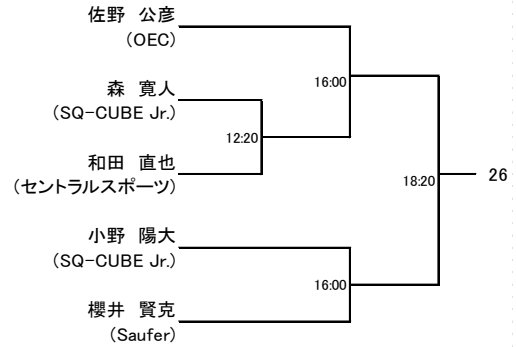 佐野　公彦
(OEC)
16:00
森　寛人
(SQ-CUBE Jr.)
12:20
和田　直也
(セントラルスポーツ)
18:20
26
小野　陽大
(SQ-CUBE Jr.)
16:00
櫻井　賢克
(Saufer)